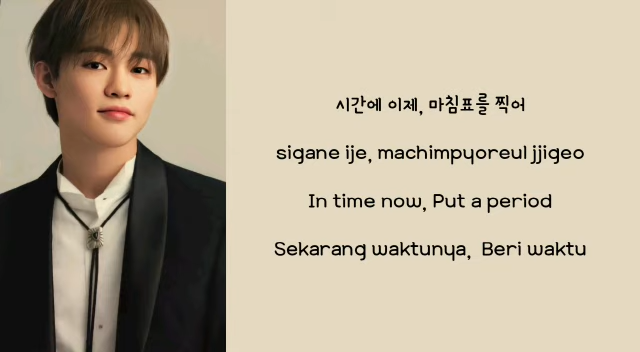 시간에 이제, 마침표를 찍어
sigane ije, machimpyoreul jjigeo
In time now, Put a period
Sekarang waktunya, Beri waktu